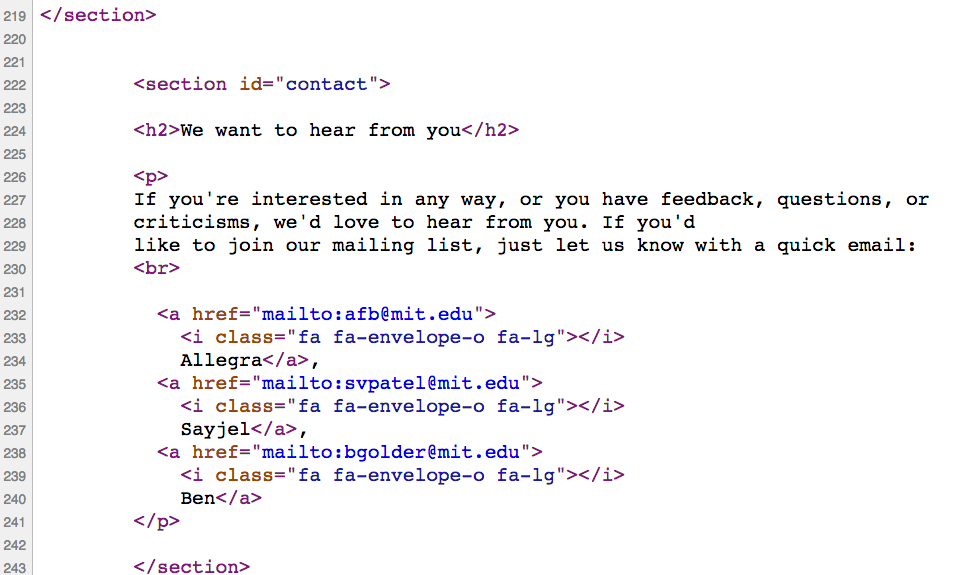 219 </section>
220
221
222 <section id="contact">
223
224 <h2>We want to hear from you</h2>
225
226 <p>
227 If you're interested in any way, or you have feedback, questions, or
228 criticisms, we'd love to hear from you. If you'd
229 like to join our mailing list, just let us know with a quick email:
230 <br>
231
232 <a href="mailto:afb@mit.edu">
233 <i class="fa fa-envelope-o fa-lg"></i>
234 Allegra</a>,
235 <a href="mailto:svpatel@mit.edu">
236 <i class="fa fa-envelope-o fa-lg"></i>
237 Sayjel</a>,
238 <a href="mailto:bgolder@mit.edu">
239 <i class="fa fa-envelope-o fa-lg"></i>
240 Ben</a>
241 </p>
242
243 </section>